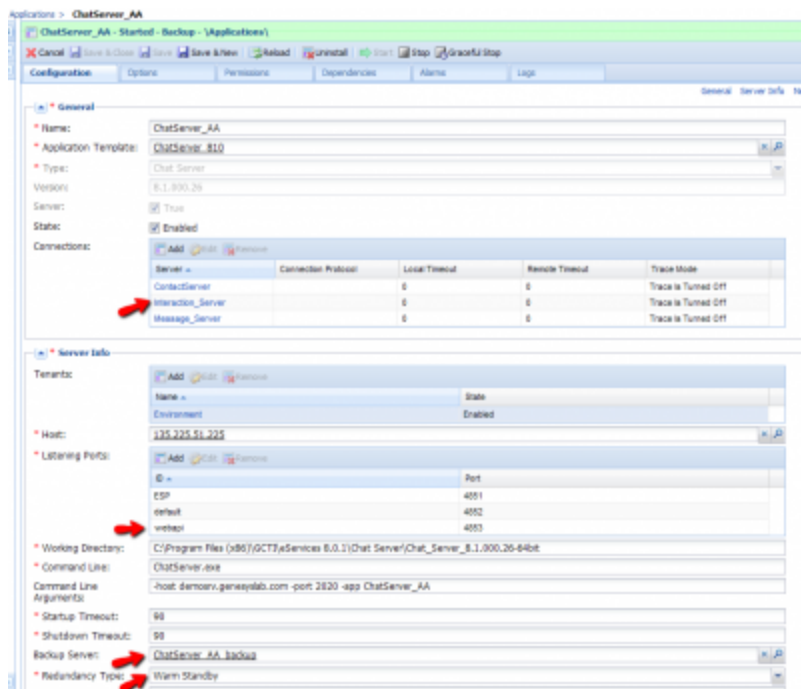 Applications > ChatServer_AA
ChatServer_AA - Started - Backup - \Applications\
Cancel Save & Close Save Save & New Reload Uninstall Start Stop Graceful Stop
Configuration Options Permissions Dependencies Alarms Logs
General Server Info
* General
* Name: ChatServer_AA
* Application Template: ChatServer_810
* Type: Chat Server
Version: 8.1.000.26
Server: True
State: Enabled
Connections: Add Edit Remove
Server Connection Protocol Local Timeout Remote Timeout Trace Mode
ContactServer 0 0 Trace Is Turned Off
Interaction_Server 0 0 Trace Is Turned Off
Message_Server 0 0 Trace Is Turned Off
* Server Info
Tenants: Add Edit Remove
Name State
Environment Enabled
* Host: 135.225.51.225
* Listening Ports: Add Edit Remove
ID Port
ESP 4851
default 4852
webapi 4853
* Working Directory: C:\Program Files (x86)\GCTI\eServices 8.0.1\Chat Server\Chat_Server_8.1.000.26-64bit
* Command Line: ChatServer.exe
Command Line -host demosrv.genesyslab.com -port 2020 -app ChatServer_AA
Arguments:
* Startup Timeout: 90
* Shutdown Timeout: 90
Backup Server: ChatServer_AA_backup
* Redundancy Type: Warm Standby